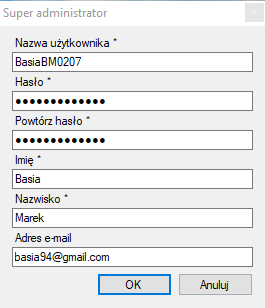 Super administrator
Nazwa użytkownika *
BasiaBM0207
Hasło *
●●●●●●●●●●●●●
Powtórz hasło *
●●●●●●●●●●●●●
Imię *
Basia
Nazwisko *
Marek
Adres e-mail
basia94@gmail.com
OK Anuluj